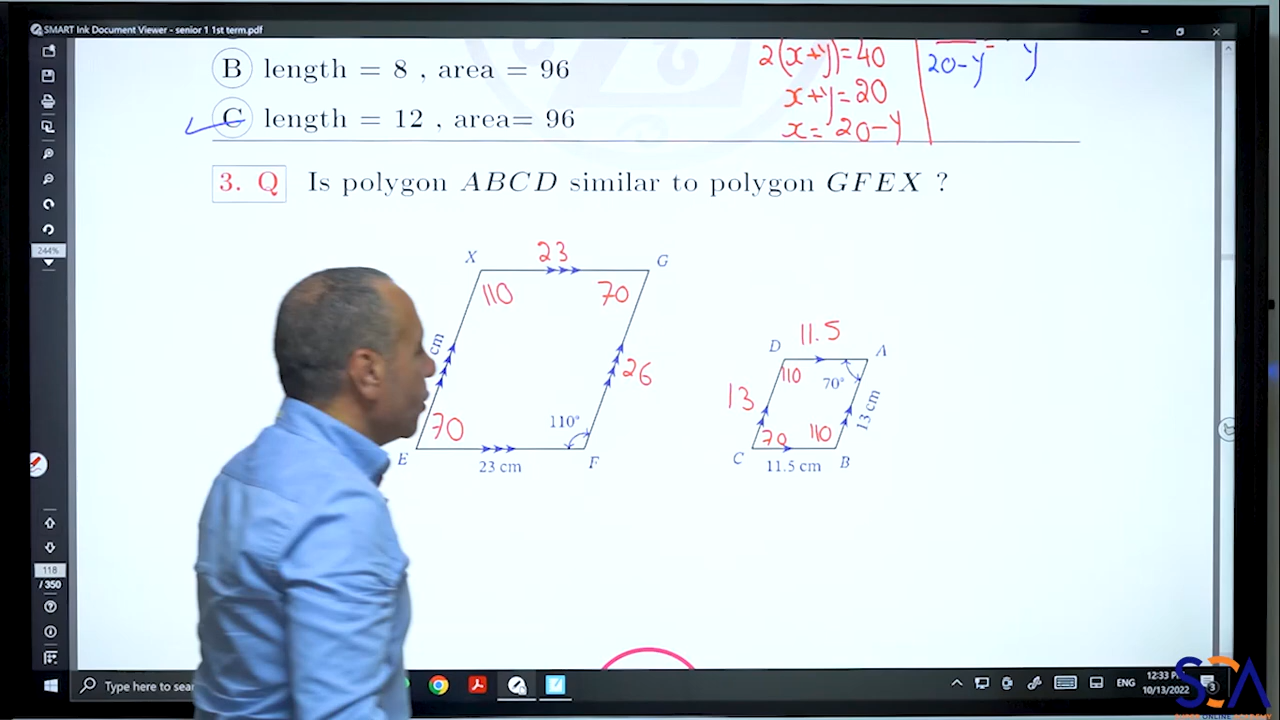 SMART Ink Document Viewer - senior 1 1st term.pdf
B length = 8 , area = 96
C length = 12 , area= 96
2(x+y)=40
x+y=20
x= 20-y
20-y y
3. Q Is polygon ABCD similar to polygon GFEX ?
244%
X 23 G
110 70
cm
26
70 110°
E 23 cm F
D 11.5 A
110 70°
13 13 cm
70 110
C 11.5 cm B
118
/ 350
Type here to sear
ENG
12:33 P
10/13/2022
3